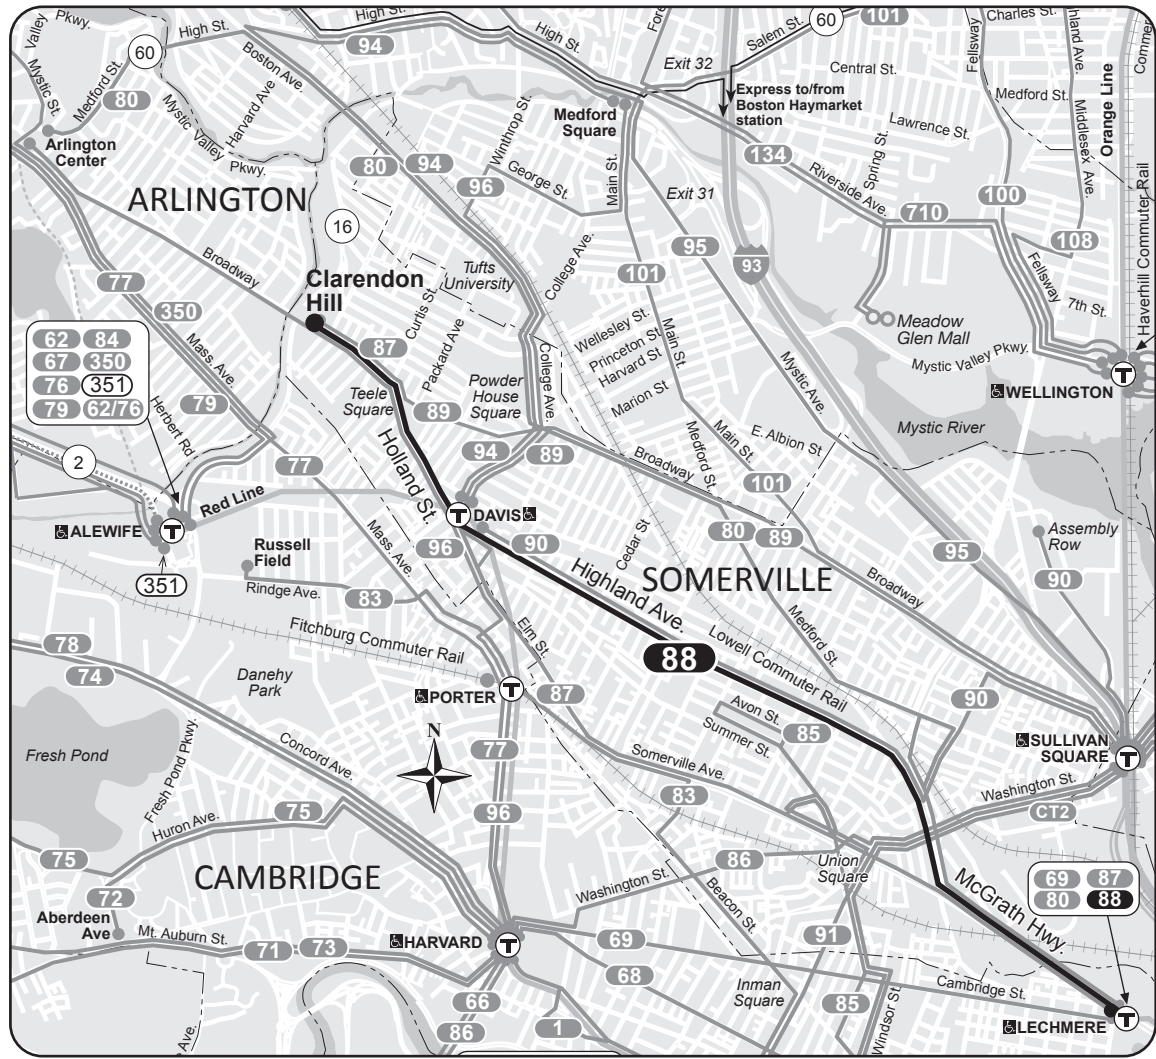 Valley
Pkwy.
High St.
94
High St.
High St.
Fore
Salem St.
60
101
Fellsway
Charles St.
hland Ave.
Commer
60
Mystic St.
Medford St.
80
Boston Ave.
Harvard Ave
Mystic
Valley
Pkwy.
Exit 32
Central St.
Medford St.
Orange Line
Express to/from
Boston Haymarket
station
Medford
Square
Lawrence St.
Middlesex Ave.
Arlington
Center
Winthrop St.
80
94
96
George St.
Main St.
134
Spring St.
Riverside Ave.
Exit 31
100
710
108
Haverhill Commuter Rail
ARLINGTON
16
Broadway
Clarendon
Hill
Tufts
University
College Ave.
101
95
93
Fellsway
7th St.
77
350
Mass. Ave.
Curtis St.
Packard Ave
87
Wellesley St.
Princeton St.
Harvard St.
Main St.
Marion St.
Meadow
Glen Mall
Mystic Valley Pkwy.
T
WELLINGTON
62 84
67 350
76 351
79 62/76
Teele
Square
Powder
House
Square
College Ave.
Mystic Ave.
Mystic River
Herbert Rd
79
89
Holland St.
94
89
Broadway
Medford St.
Main St.
E. Albion St
101
2
77
Red Line
T
ALEWIFE
351
Mass. Ave.
T
DAVIS
96
90
Cedar St
80
89
95
Assembly
Row
90
Russell
Field
Rindge Ave.
83
Highland Ave.
SOMERVILLE
Broadway
Fitchburg Commuter Rail
Elm St.
88
Medford St.
Lowell Commuter Rail
78
74
Danehy
Park
PORTER
T
87
90
Avon St.
85
Summer St.
N
SULLIVAN
SQUARE
T
Fresh Pond
Fresh Pond Pkwy.
Concord Ave.
77
Somerville Ave.
83
Washington St.
CT2
Huron Ave.
75
96
75
86
Union
Square
CAMBRIDGE
72
Aberdeen
Ave
Washington St.
Beacon St.
McGrath Hwy.
69 87
80 88
Mt. Auburn St.
71
73
HARVARD
T
69
68
91
Inman
Square
85
Windsor St.
Cambridge St.
66
86
1
Ave.
LECHMERE
T